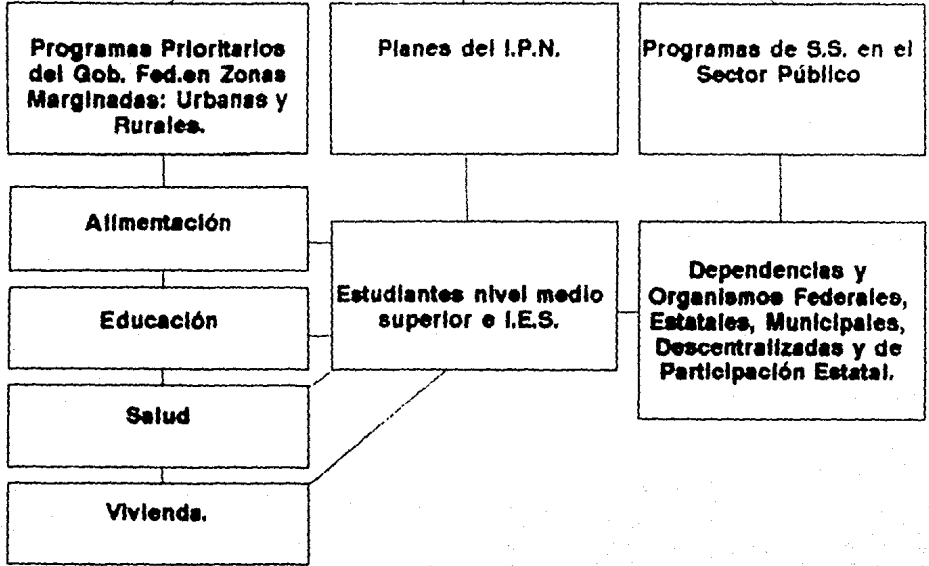 Programas Prioritarios
del Gob. Fed.en Zonas
Marginadas: Urbanas y
Rurales.
Planes del I.P.N.
Programas de S.S. en el
Sector Público
Alimentación
Educación
Salud
Vivienda.
Estudiantes nivel medio
superior e I.E.S.
Dependencias y
Organismos Federales,
Estatales, Municipales,
Descentralizadas y de
Participación Estatal.